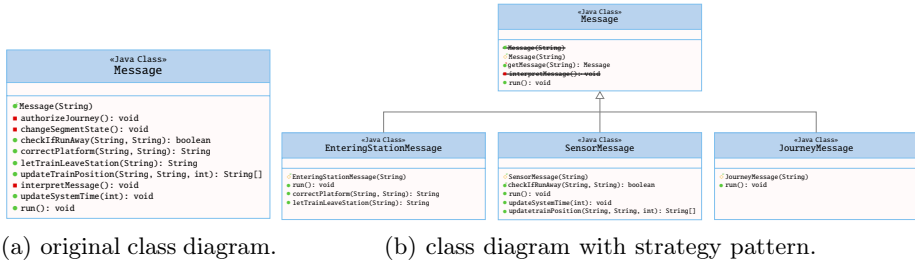 «Java Class»
Message
Message(String)
authorizeJourney(): void
changeSegmentState(): void
checkIfRunAway(String, String): boolean
correctPlatform(String, String): String
letTrainLeaveStation(String): String
updateTrainPosition(String, String, int): String[]
interpretMessage(): void
updateSystemTime(int): void
run(): void
(a) original class diagram.
«Java Class»
Message
Message(String)
Message(String)
getMessage(String): Message
interpretMessage(): void
run(): void
«Java Class»
EnteringStationMessage
EnteringStationMessage(String)
run(): void
correctPlatform(String, String): String
letTrainLeaveStation(String): String
«Java Class»
SensorMessage
SensorMessage(String)
checkIfRunAway(String, String): boolean
run(): void
updateSystemTime(int): void
updatetrainPosition(String, String, int): String[]
«Java Class»
JourneyMessage
JourneyMessage(String)
run(): void
(b) class diagram with strategy pattern.